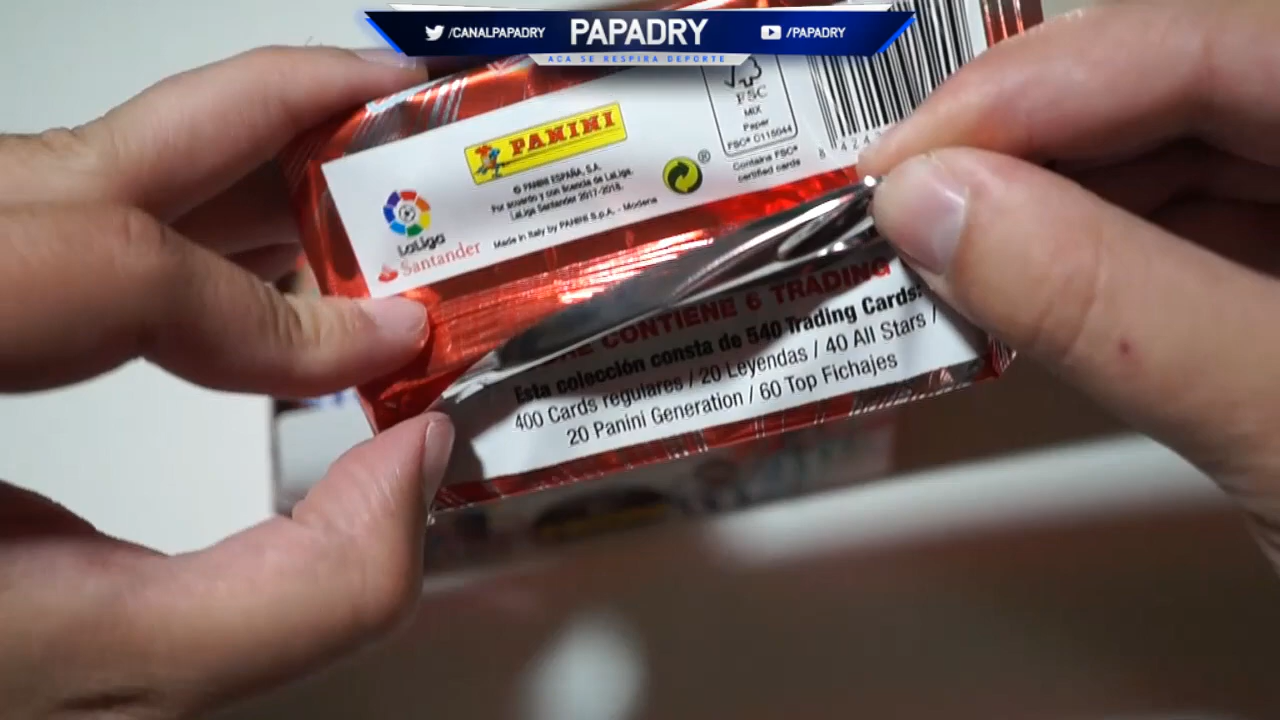 /CANALPAPADRY
PAPADRY
/PAPADRY
ACA SE RESPIRA DEPORTE
PANINI
© PANINI ESPAÑA, S.A.
Por acuerdo y con licencia de LaLiga.
LaLiga Santander 2017-2018.
Made in Italy by PANINI S.p.A. - Modena
LaLiga
Santander
®
FSC
MIX
Paper
FSC® C115044
Contains FSC®
certified cards
CONTIENE 6 TRADING
Esta colección consta de 540 Trading Cards:
400 Cards regulares / 20 Leyendas / 40 All Stars /
20 Panini Generation / 60 Top Fichajes